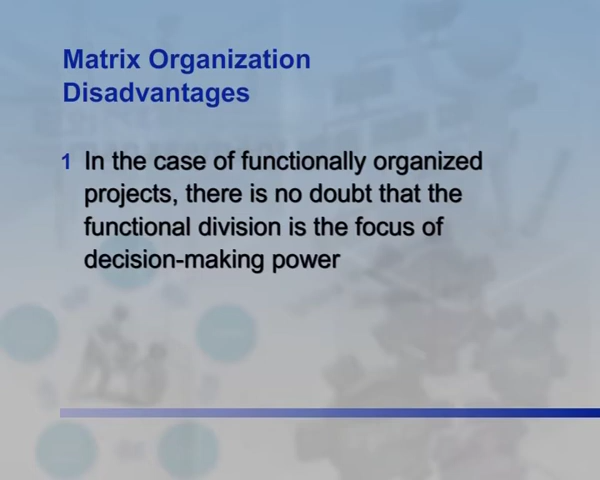 Matrix Organization
Disadvantages
1 In the case of functionally organized
projects, there is no doubt that the
functional division is the focus of
decision-making power